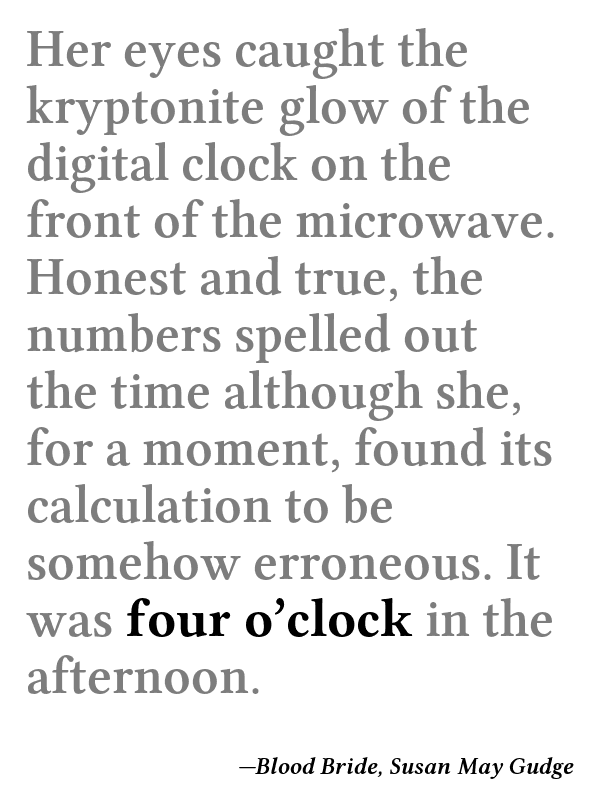 Her eyes caught the
kryptonite glow of the
digital clock on the
front of the microwave.
Honest and true, the
numbers spelled out
the time although she,
for a moment, found its
calculation to be
somehow erroneous. It
was four o’clock in the
afternoon.
—Blood Bride, Susan May Gudge